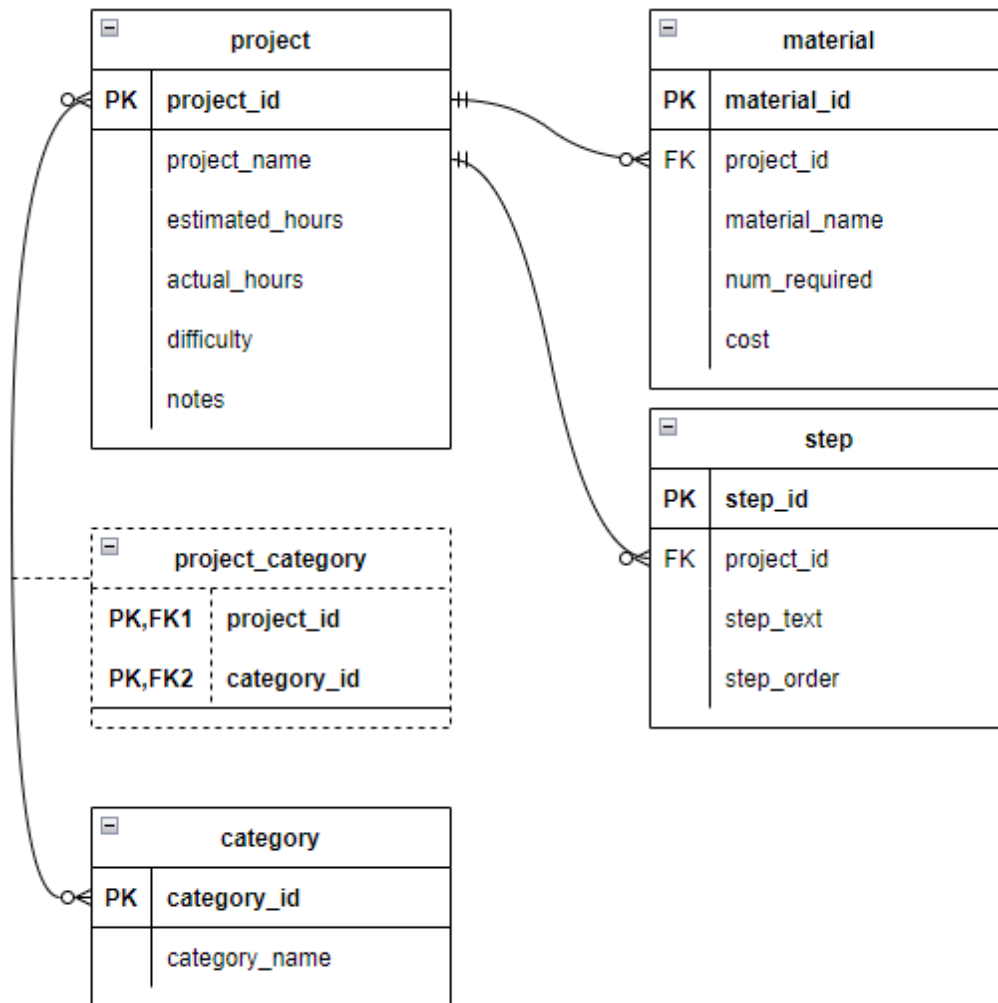 project
PK project_id
project_name
estimated_hours
actual_hours
difficulty
notes
material
PK material_id
FK project_id
material_name
num_required
cost
step
PK step_id
FK project_id
step_text
step_order
project_category
PK,FK1 project_id
PK,FK2 category_id
category
PK category_id
category_name